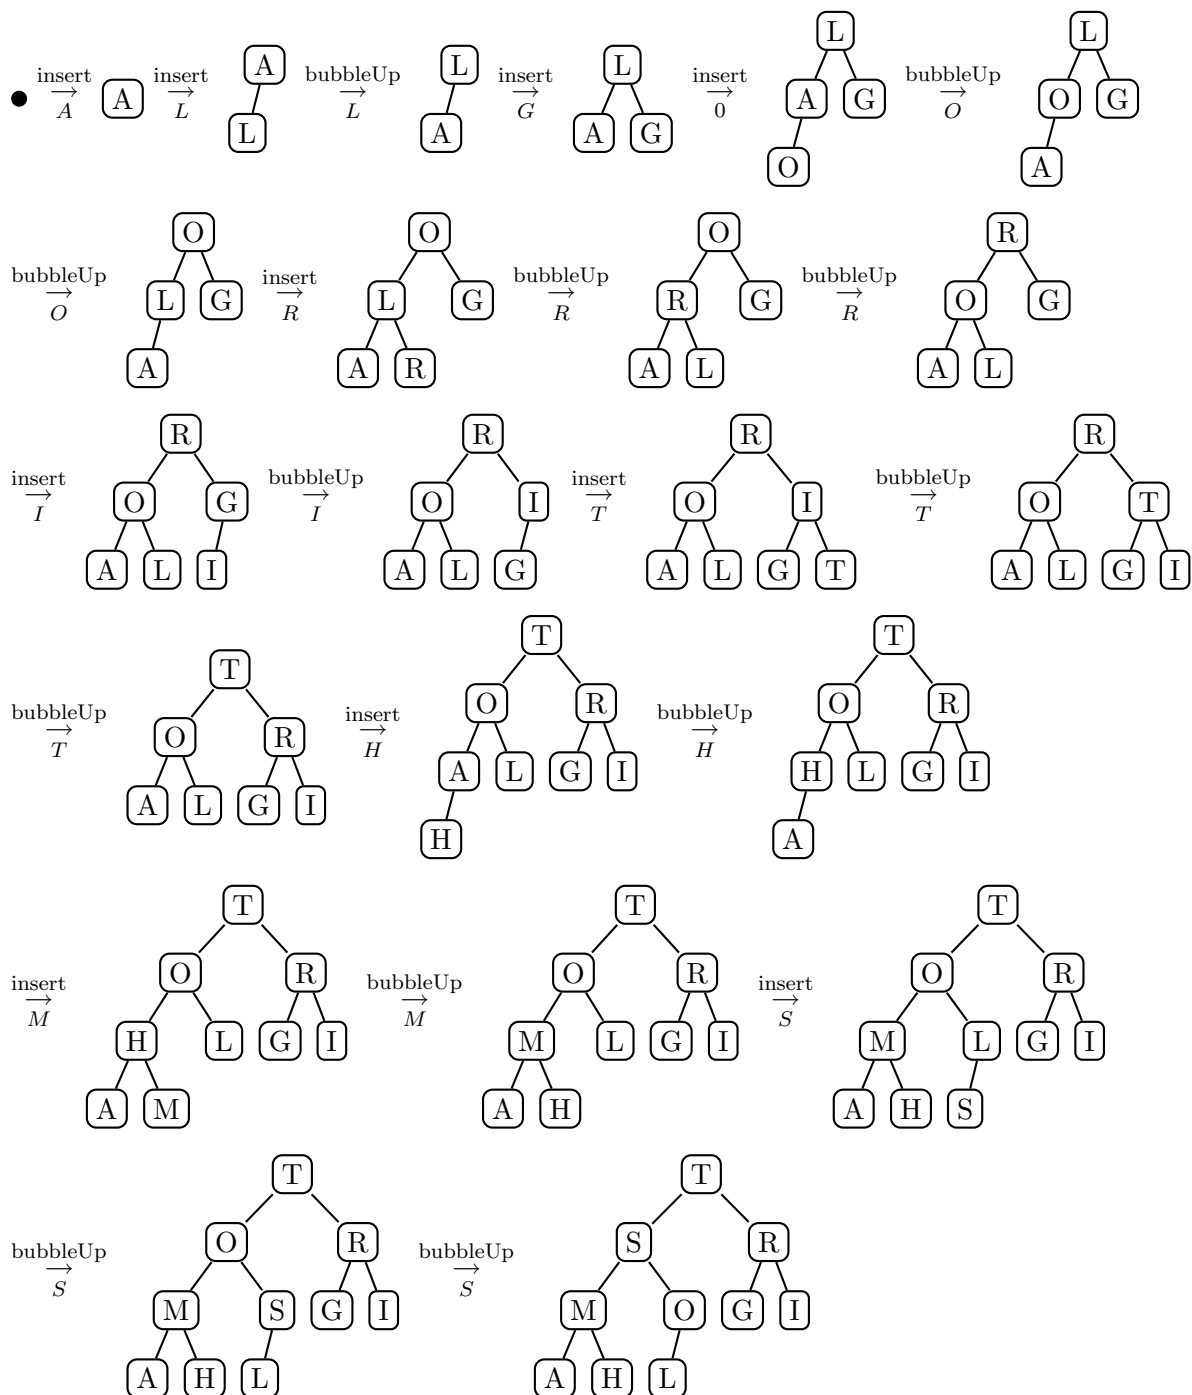 insert insert bubbleUp insert insert bubbleUp
● → A → A → L → L → L → L
A L L L A G A G 0 A G O O G
O A
bubbleUp O insert O bubbleUp O bubbleUp R
→ → → →
O L G R L G R R G R O G
A A R A L A L
insert R bubbleUp R insert R bubbleUp R
→ → → →
I O G I O I T O I T O T
A L I A L G A L G T A L G I
bubbleUp T insert T bubbleUp T
→ → →
T O R H O R H O R
A L G I A L G I H L G I
H A
insert T bubbleUp T insert T
→ → →
M O R M O R S O R
H L G I M L G I M L G I
A M A H A H S
bubbleUp T bubbleUp T
→ →
S O R S S R
M S G I M O G I
A H L A H L